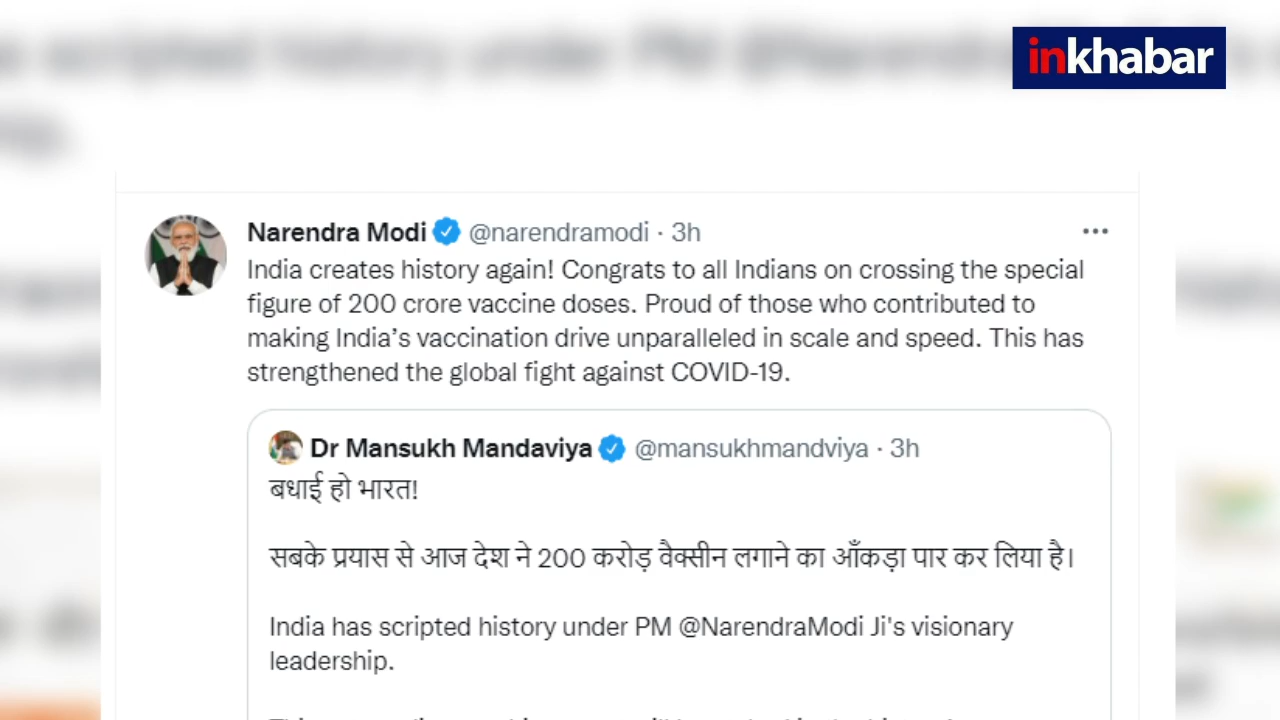 inkhabar
Narendra Modi @narendramodi · 3h
India creates history again! Congrats to all Indians on crossing the special
figure of 200 crore vaccine doses. Proud of those who contributed to
making India’s vaccination drive unparalleled in scale and speed. This has
strengthened the global fight against COVID-19.
Dr Mansukh Mandaviya @mansukhmandviya · 3h
बधाई हो भारत!
सबके प्रयास से आज देश ने 200 करोड़ वैक्सीन लगाने का आँकड़ा पार कर लिया है।
India has scripted history under PM @NarendraModi Ji's visionary
leadership.